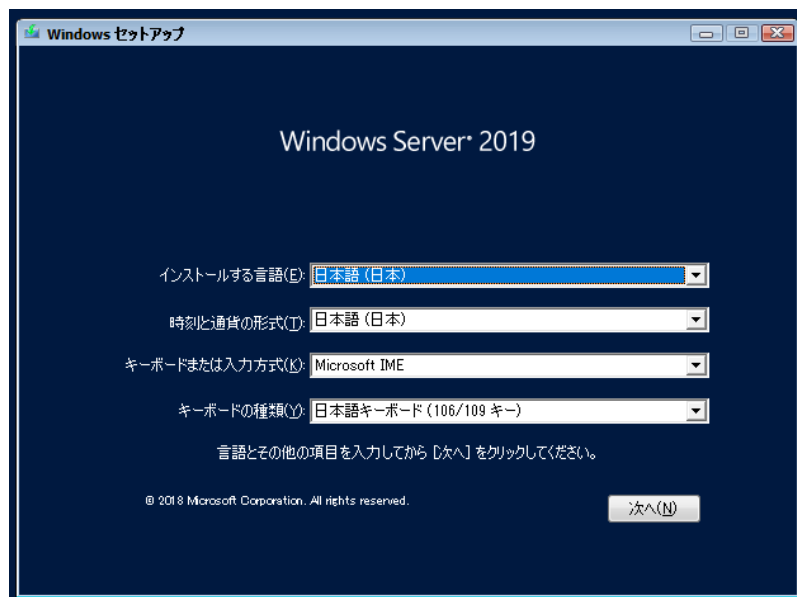 Windows セットアップ
Windows Server® 2019
インストールする言語(E): 日本語 (日本)
時刻と通貨の形式(T): 日本語 (日本)
キーボードまたは入力方式(K): Microsoft IME
キーボードの種類(Y): 日本語キーボード (106/109 キー)
言語とその他の項目を入力してから [次へ] をクリックしてください。
© 2018 Microsoft Corporation. All rights reserved.
次へ(N)